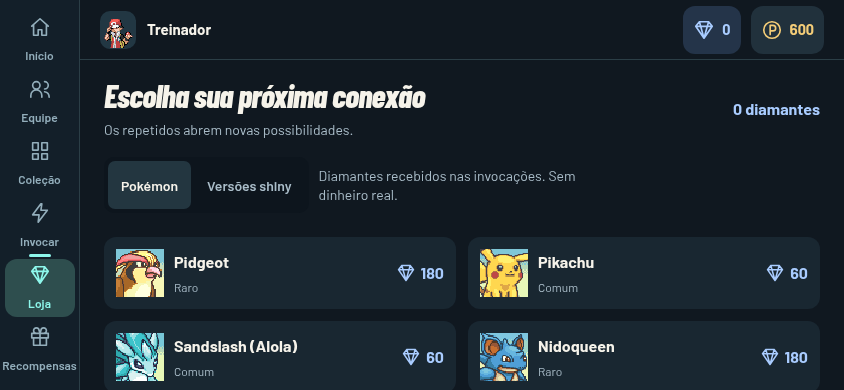 Início
Equipe
Coleção
Invocar
Loja
Recompensas
Treinador
0
600
Escolha sua próxima conexão
Os repetidos abrem novas possibilidades.
0 diamantes
Pokémon
Versões shiny
Diamantes recebidos nas invocações. Sem
dinheiro real.
Pidgeot
Raro
180
Pikachu
Comum
60
Sandslash (Alola)
Comum
60
Nidoqueen
Raro
180